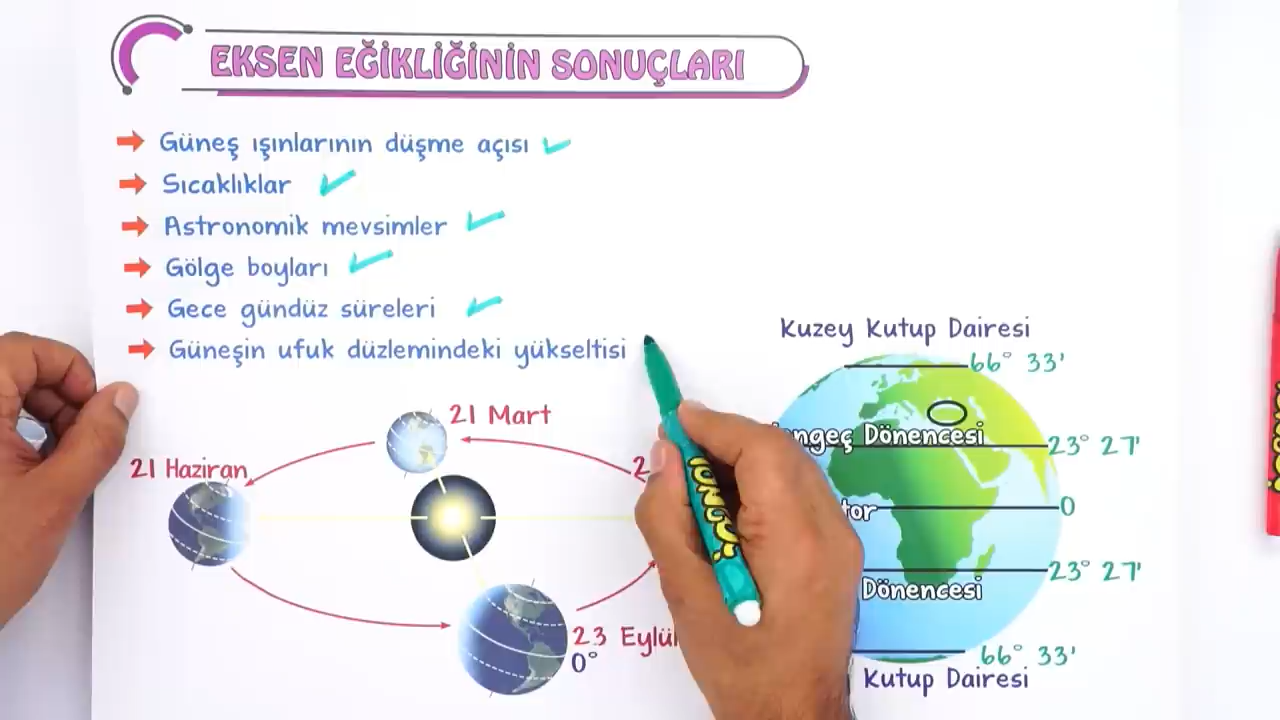 EKSEN EĞİKLİĞİNİN SONUÇLARI
Güneş ışınlarının düşme açısı
Sıcaklıklar
Astronomik mevsimler
Gölge boyları
Gece gündüz süreleri
Güneşin ufuk düzlemindeki yükseltisi
21 Mart
21 Haziran
23 Eylül
0°
Kuzey Kutup Dairesi
66° 33'
Dönencesi
23° 27'
0
23° 27'
Dönencesi
66° 33'
Kutup Dairesi